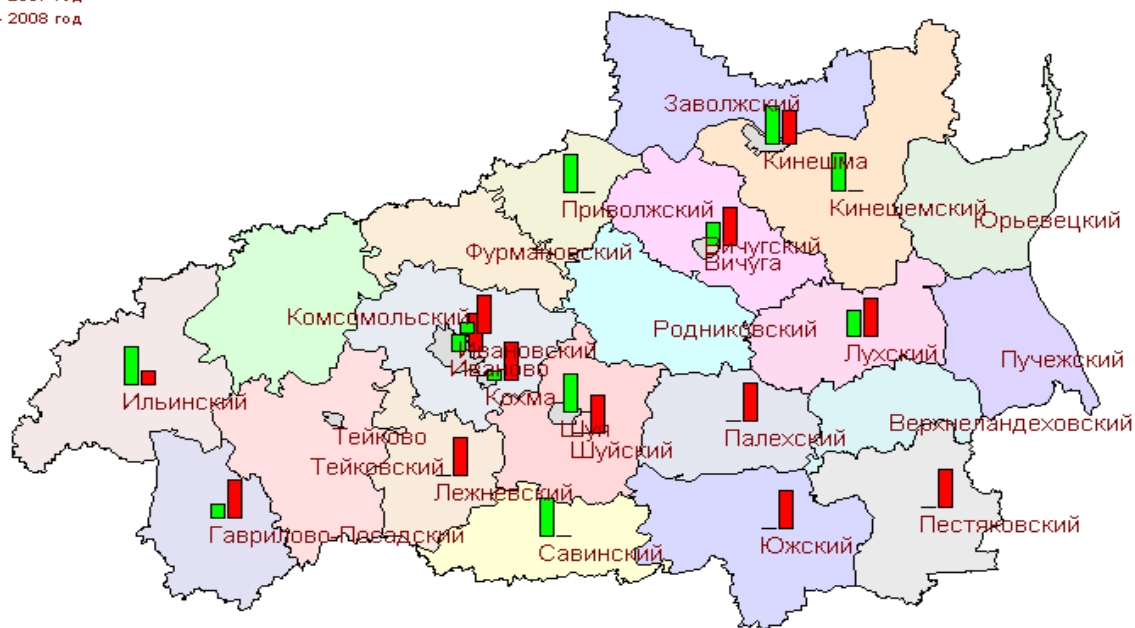 - 2008 год
Заволжский
Кинешма
Приволжский
Кинешемский
Юрьевецкий
Фурмановский
Вичугский
Вичуга
Комсомольский
Родниковский
Ивановский
Иваново
Лухский
Пучежский
Ильинский
Кохма
Шуя
Шуйский
Палехский
Верхнеландеховский
Тейково
Тейковский
Лежневский
Гаврилово-Посадский
Савинский
Южский
Пестяковский